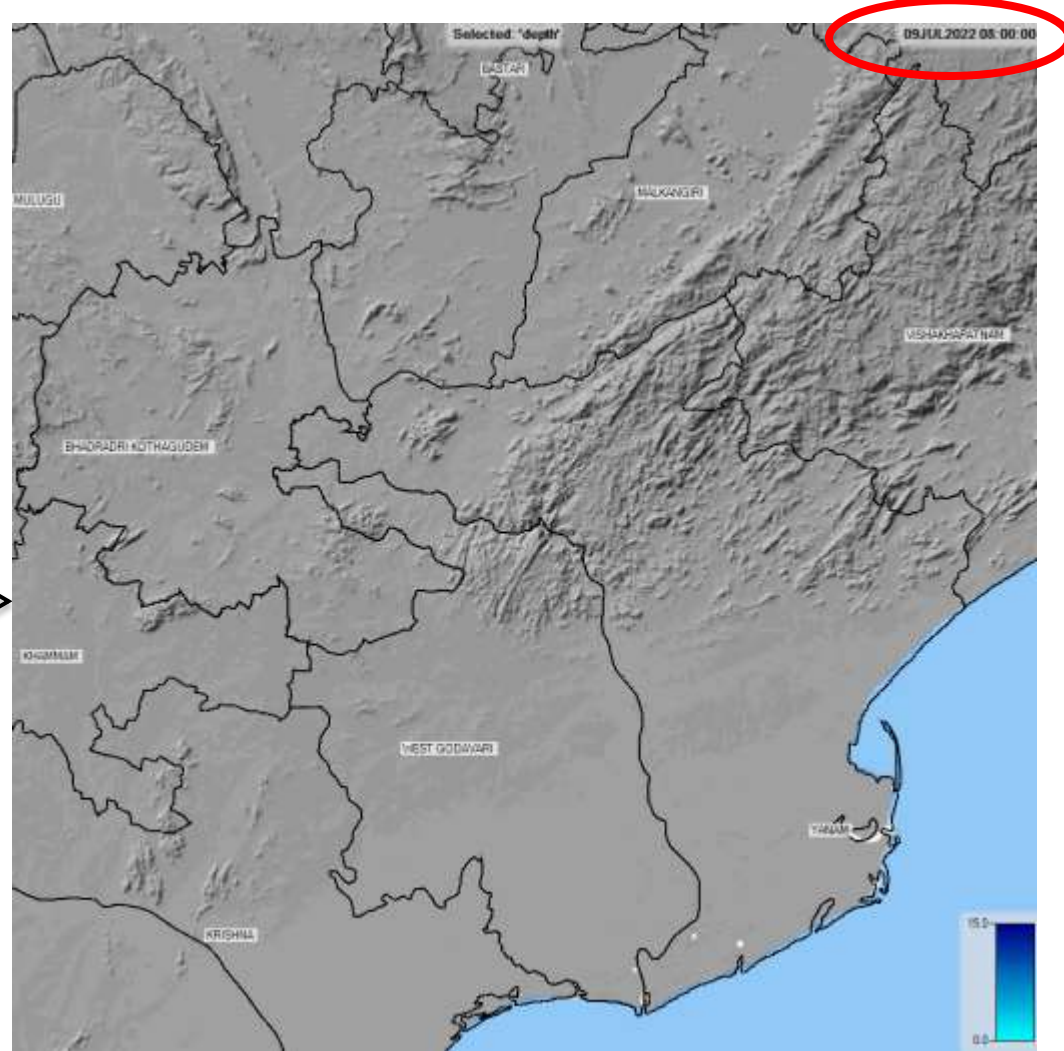 Selected: 'depth'
09JUL2022 08:00:00
BASTAR
MULUGU
MALKANGIRI
VISHAKHAPATNAM
BHADRADRI KOTHAGUDEM
KHAMMAM
WEST GODAVARI
YANAM
KRISHNA
15.0
0.0